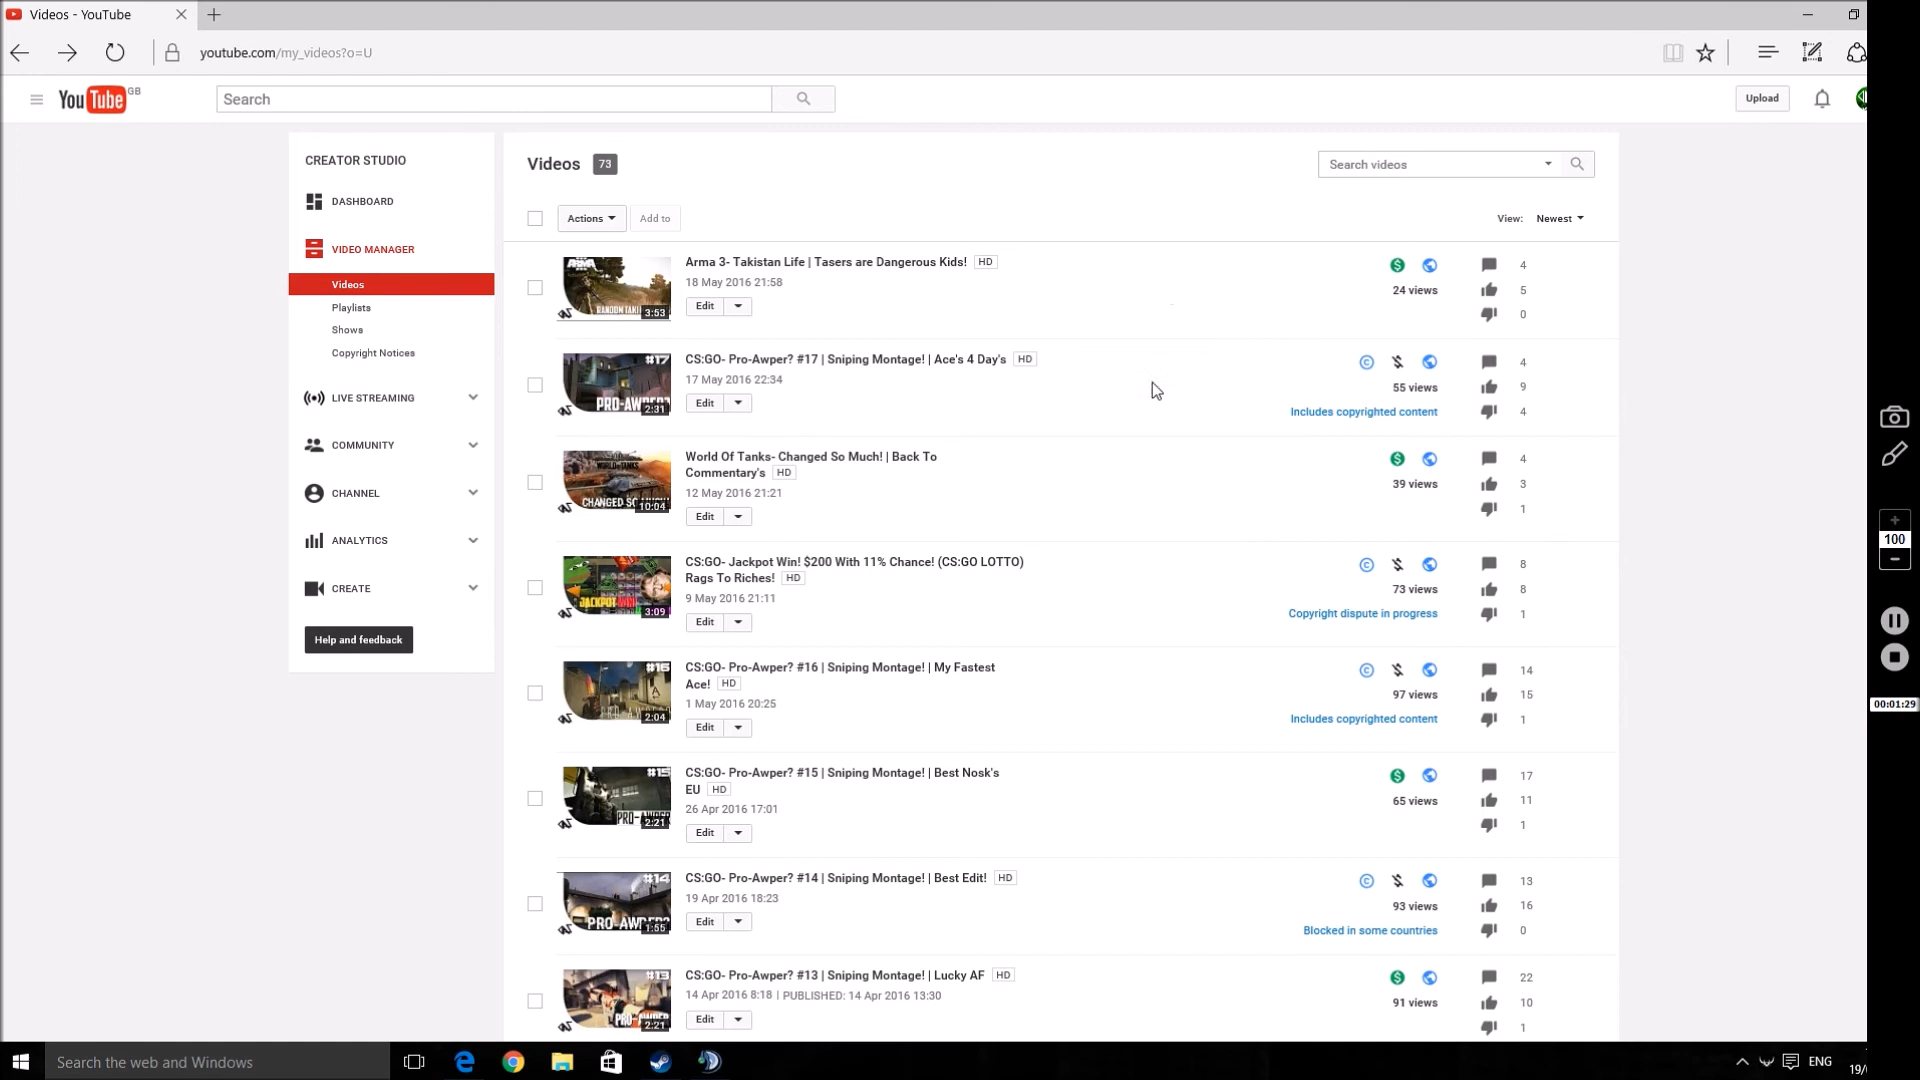 Videos - YouTube
youtube.com/my_videos?o=U
YouTube GB
Search
Upload
CREATOR STUDIO
DASHBOARD
VIDEO MANAGER
Videos
Playlists
Shows
Copyright Notices
LIVE STREAMING
COMMUNITY
CHANNEL
ANALYTICS
CREATE
Help and feedback
Videos 73
Search videos
Actions Add to
View: Newest
3:53
Arma 3- Takistan Life | Tasers are Dangerous Kids! HD
18 May 2016 21:58
Edit
24 views
4
5
0
#17
2:31
CS:GO- Pro-Awper? #17 | Sniping Montage! | Ace's 4 Day's HD
17 May 2016 22:34
Edit
55 views
Includes copyrighted content
4
9
4
10:04
World Of Tanks- Changed So Much! | Back To
Commentary's HD
12 May 2016 21:21
Edit
39 views
4
3
1
JACKPOT WIN!
3:09
CS:GO- Jackpot Win! $200 With 11% Chance! (CS:GO LOTTO)
Rags To Riches! HD
9 May 2016 21:11
Edit
73 views
Copyright dispute in progress
8
8
1
#16
2:04
CS:GO- Pro-Awper? #16 | Sniping Montage! | My Fastest
Ace! HD
1 May 2016 20:25
Edit
97 views
Includes copyrighted content
14
15
1
#15
2:21
CS:GO- Pro-Awper? #15 | Sniping Montage! | Best Nosk's
EU HD
26 Apr 2016 17:01
Edit
65 views
17
11
1
#14
1:55
CS:GO- Pro-Awper? #14 | Sniping Montage! | Best Edit! HD
19 Apr 2016 18:23
Edit
93 views
Blocked in some countries
13
16
0
#13
2:21
CS:GO- Pro-Awper? #13 | Sniping Montage! | Lucky AF HD
14 Apr 2016 8:18 | PUBLISHED: 14 Apr 2016 13:30
Edit
91 views
22
10
1
100
00:01:29
Search the web and Windows
ENG
19/